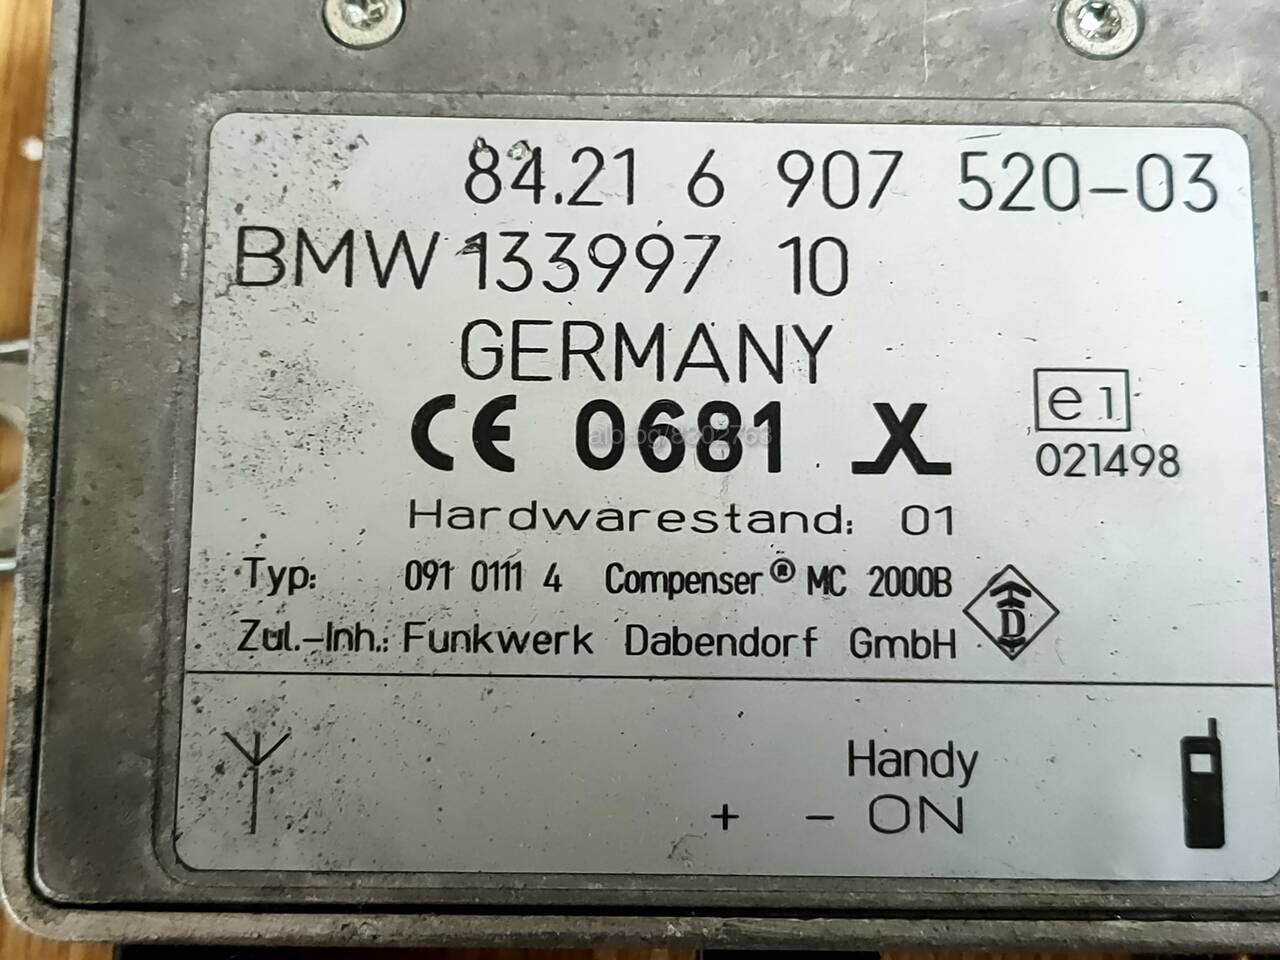 84.21 6 907 520-03
BMW 133997 10
GERMANY
CE 0681 X
e1
021498
Hardwarestand: 01
Typ: 091 0111 4 Compenser® MC 2000B
D
Zul.-Inh.: Funkwerk Dabendorf GmbH
Handy
+ - ON